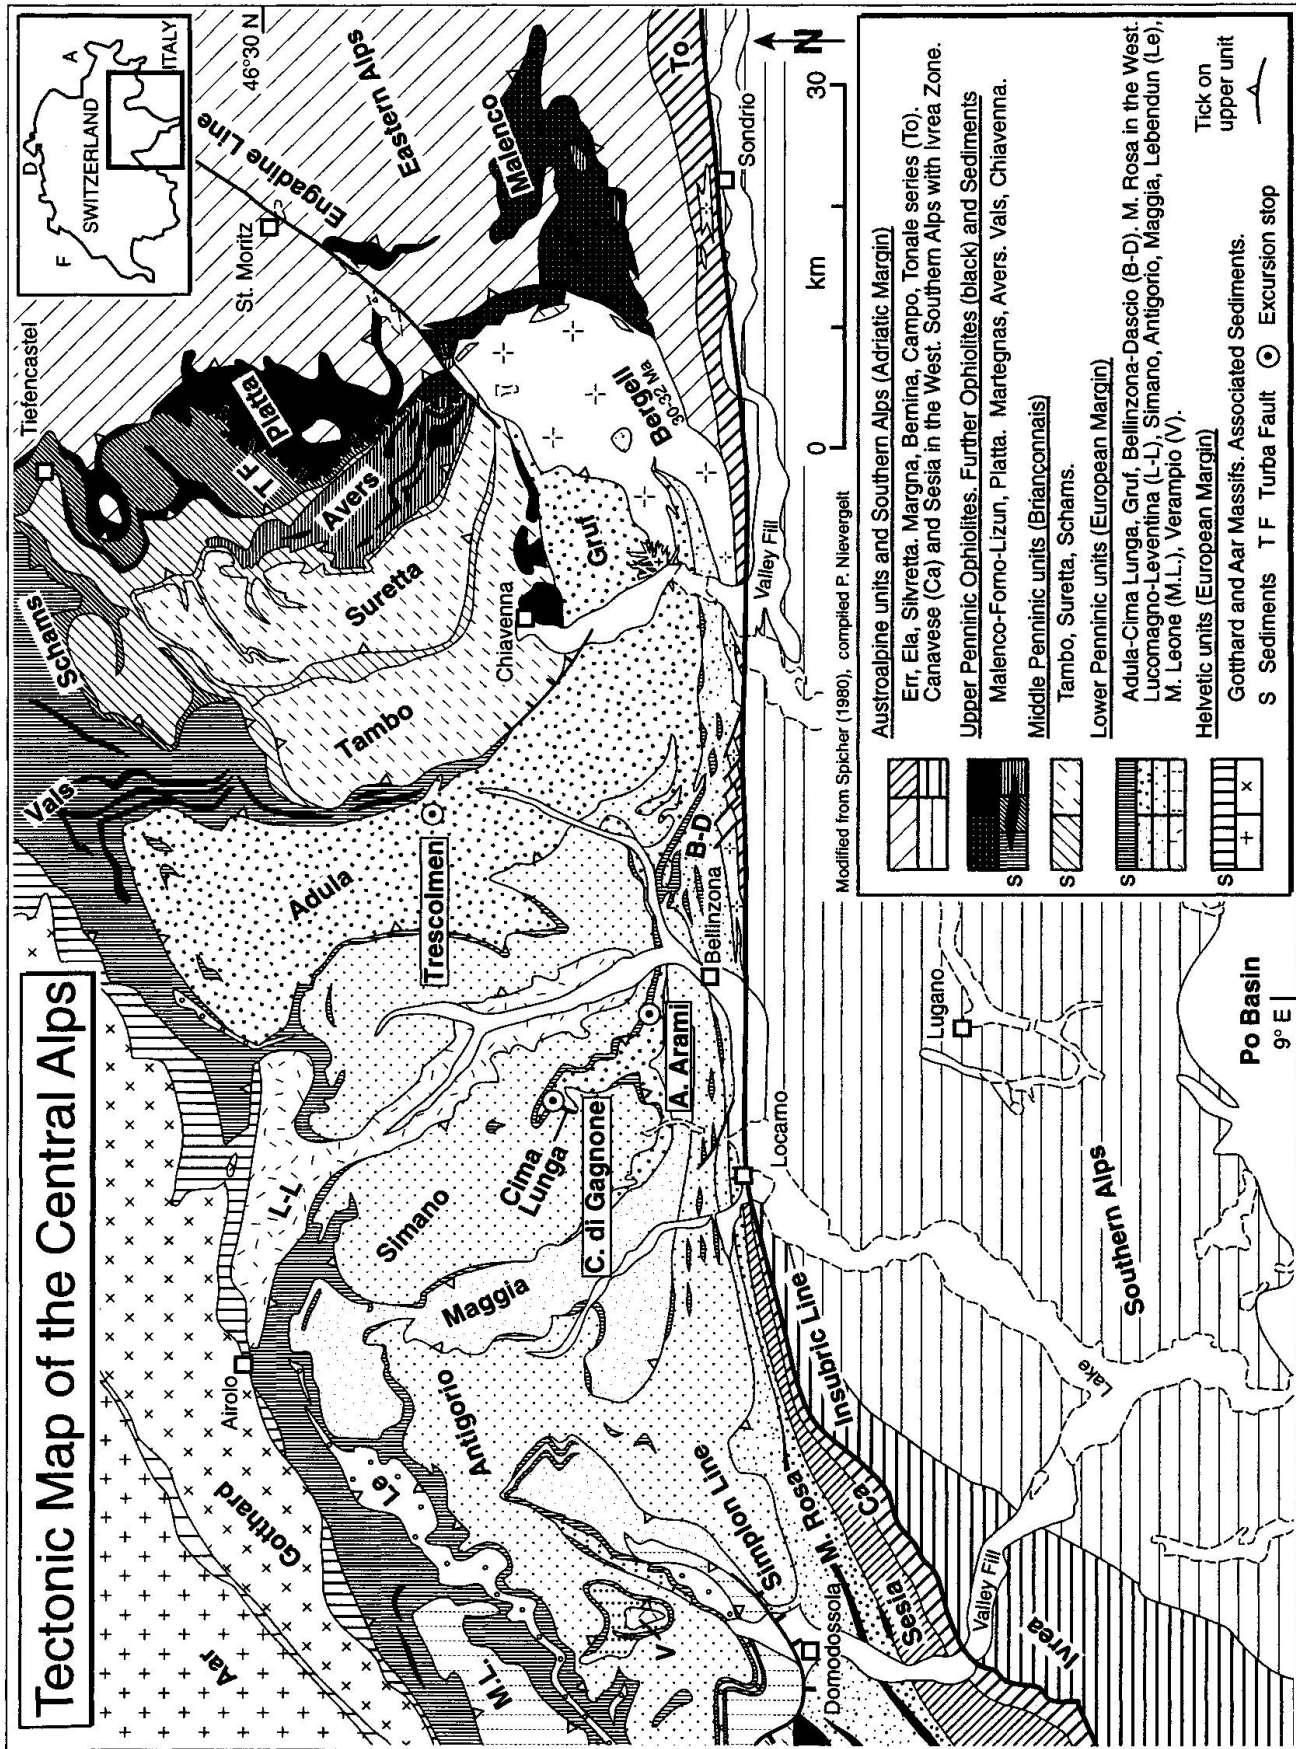 Tectonic Map of the Central Alps
F
D
A
SWITZERLAND
ITALY
46°30 N
Tiefencastel
St. Moritz
Engadine Line
Eastern Alps
Aar
Gotthard
Airolo
L-L
Vals
Schams
Platta
T F
Avers
Malenco
Adula
Tambo
Suretta
Chiavenna
Gruf
Bergell
30-32 Ma
M.L.
Le
Antigorio
Maggia
Simano
Cima
Lunga
Trescolmen
C. di Gagnone
A. Arami
V
B-D
Bellinzona
Simplon Line
M. Rosa
Domodossola
Sesia
Ca
Insubric Line
Locarno
To
Sondrio
Valley Fill
Valley Fill
Ivrea
Lake
Lugano
Southern Alps
Po Basin
9° E
0
km
30
N
Modified from Spicher (1980), compiled P. Nievergelt
Austroalpine units and Southern Alps (Adriatic Margin)
Err, Ela, Silvretta. Margna, Bernina, Campo, Tonale series (To).
Canavese (Ca) and Sesia in the West. Southern Alps with Ivrea Zone.
Upper Penninic Ophiolites. Further Ophiolites (black) and Sediments
S
Malenco-Forno-Lizun, Platta. Martegnas, Avers. Vals, Chiavenna.
Middle Penninic units (Briançonnais)
S
Tambo, Suretta, Schams.
Lower Penninic units (European Margin)
S
Adula-Cima Lunga, Gruf, Bellinzona-Dascio (B-D). M. Rosa in the West.
Lucomagno-Leventina (L-L), Simano, Antigorio, Maggia, Lebendun (Le),
M. Leone (M.L.), Verampio (V).
Helvetic units (European Margin)
S
Gotthard and Aar Massifs. Associated Sediments.
S Sediments T F Turba Fault Excursion stop
Tick on
upper unit